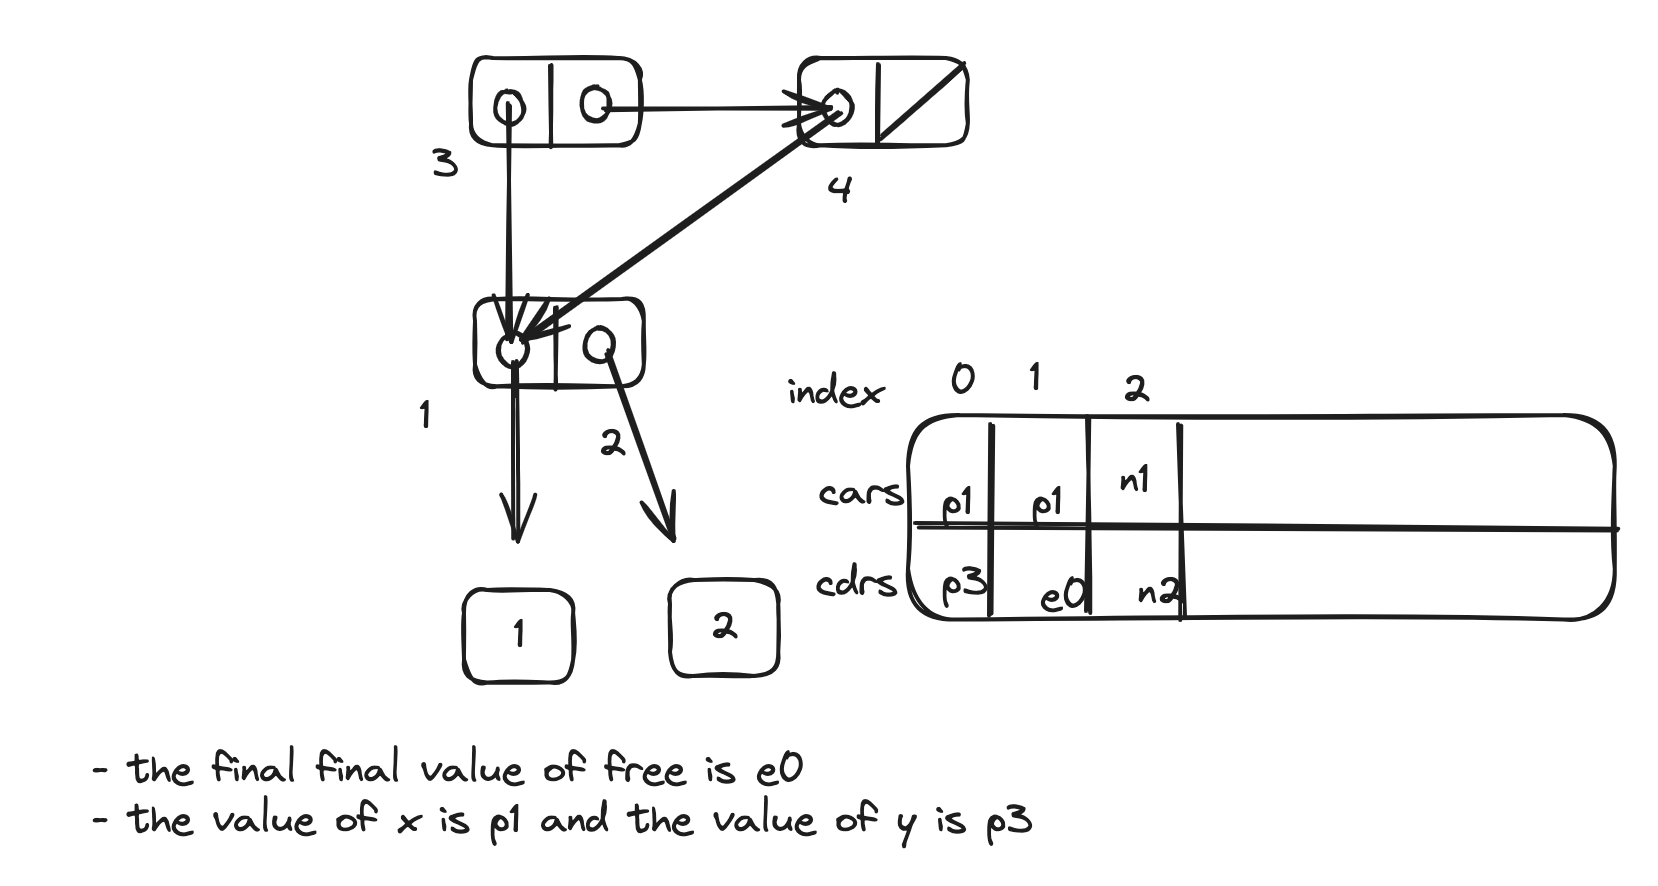 3
4
1
2
1
2
index 0 1 2
cars p1 p1 n1
cdrs p3 e0 n2
- the final final value of free is e0
- the value of x is p1 and the value of y is p3